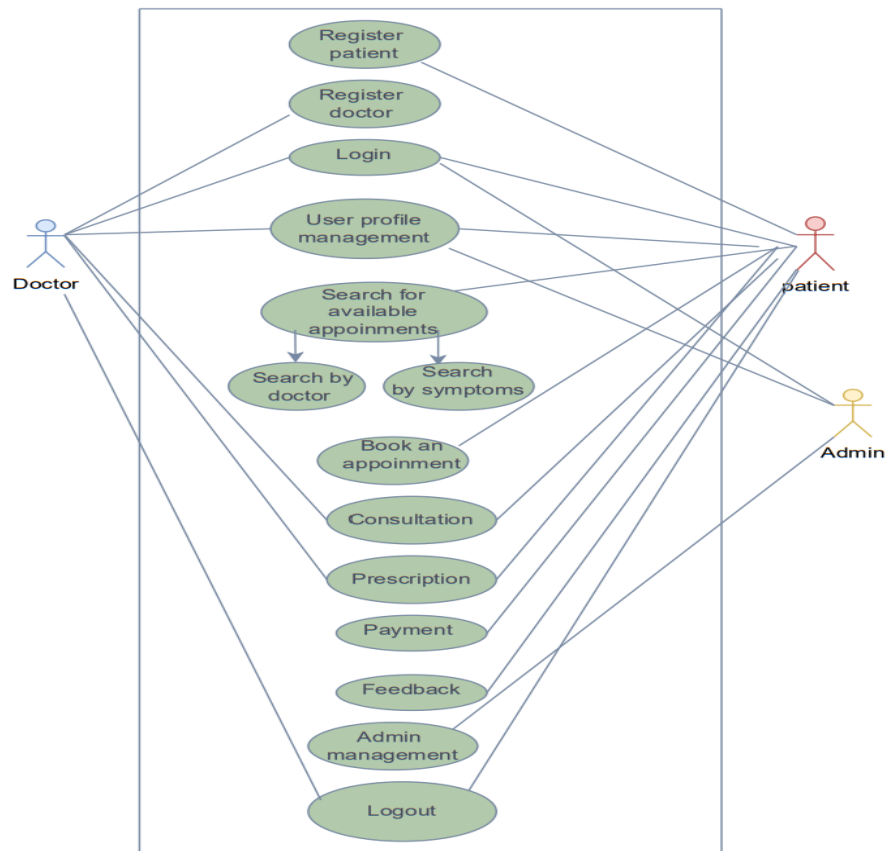 Register
patient
Register
doctor
Login
User profile
management
Doctor
patient
Search for
available
appoinments
Search by
doctor
Search
by symptoms
Admin
Book an
appoinment
Consultation
Prescription
Payment
Feedback
Admin
management
Logout